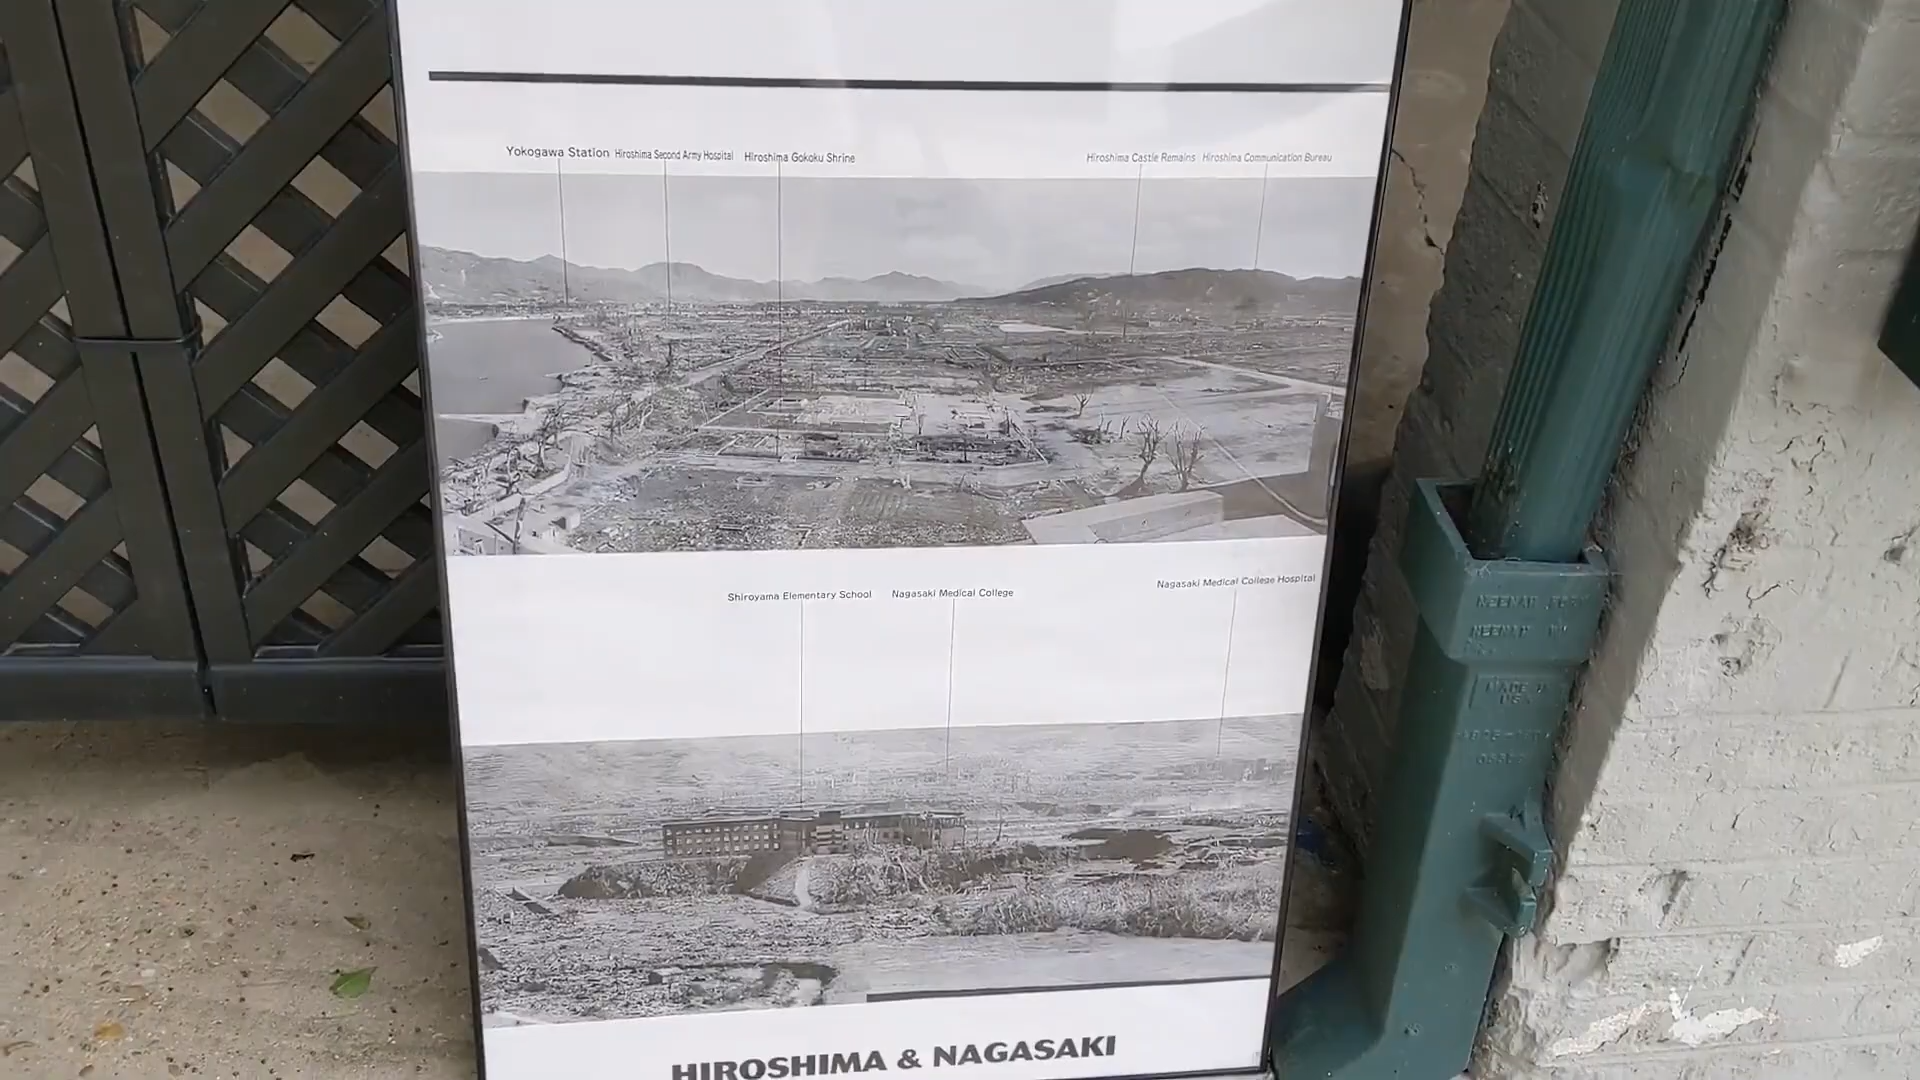 Yokogawa Station Hiroshima Second Army Hospital Hiroshima Gokoku Shrine Hiroshima Castle Remains Hiroshima Communication Bureau
Shiroyama Elementary School Nagasaki Medical College Nagasaki Medical College Hospital
HIROSHIMA & NAGASAKI
NEENAH
NEENAH
MADE